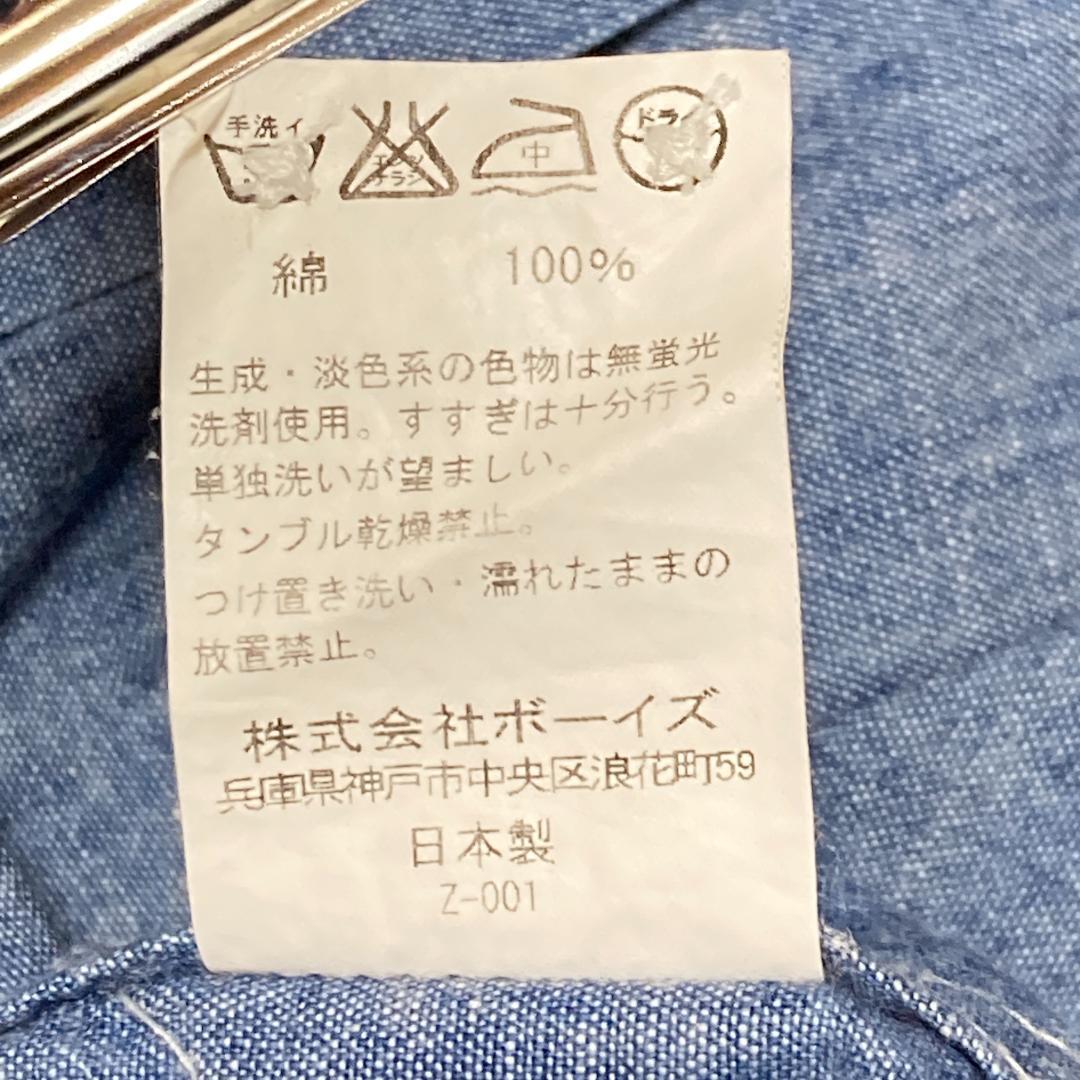 手洗イ
中
ドライ
綿 100%
生成・淡色系の色物は無蛍光
洗剤使用。すすぎは十分行う。
単独洗いが望ましい。
タンブル乾燥禁止。
つけ置き洗い・濡れたままの
放置禁止。
株式会社ボーイズ
兵庫県神戸市中央区浪花町59
日本製
Z-001